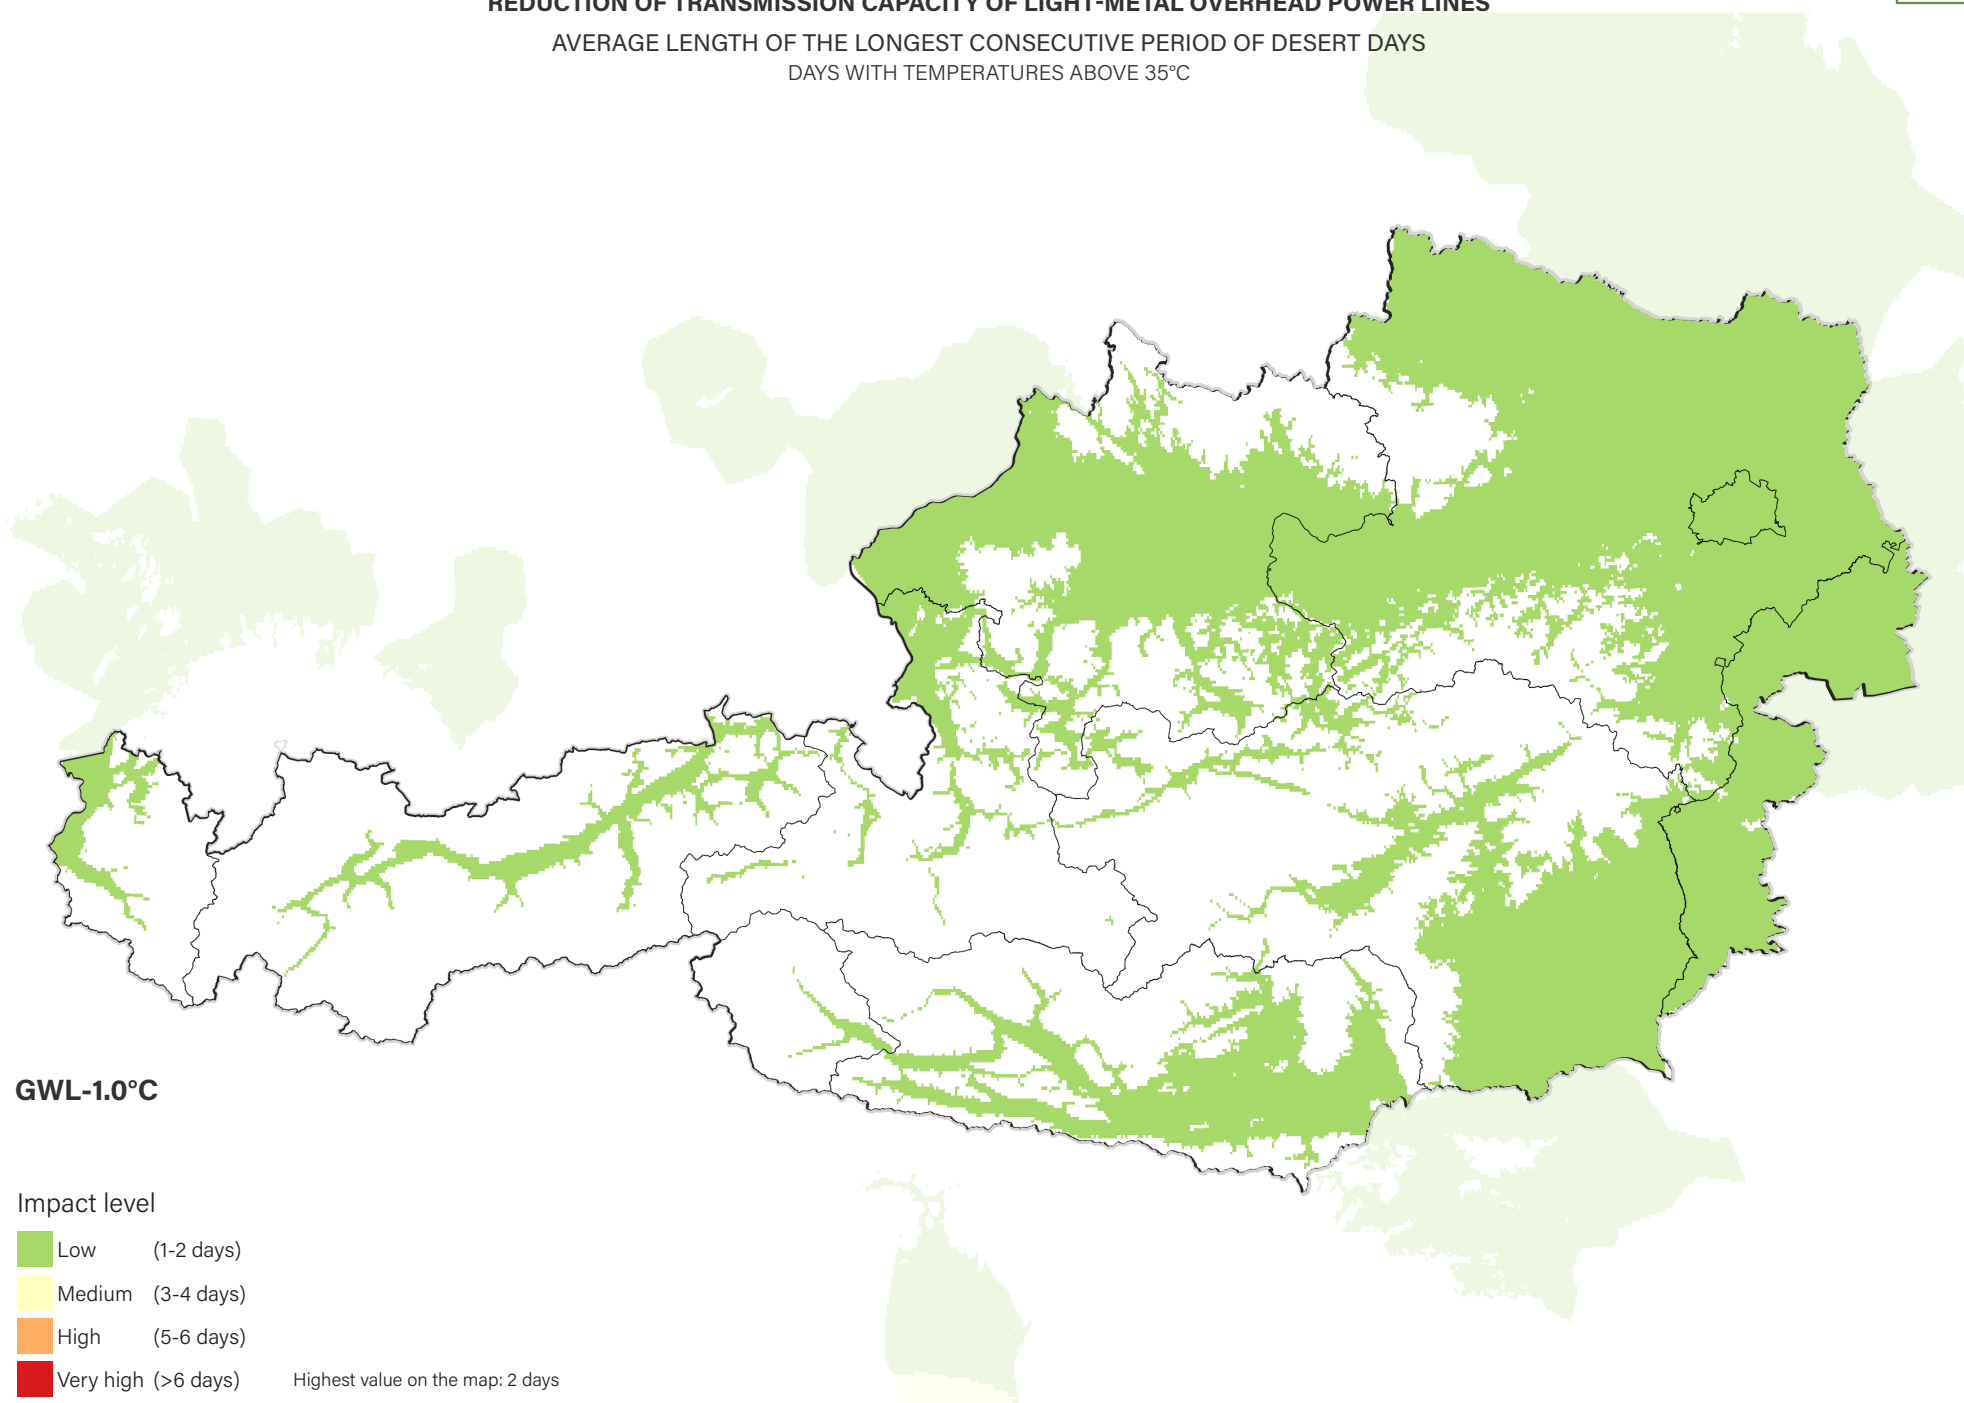 REDUCTION OF TRANSMISSION CAPACITY OF LIGHT-METAL OVERHEAD POWER LINES
AVERAGE LENGTH OF THE LONGEST CONSECUTIVE PERIOD OF DESERT DAYS
DAYS WITH TEMPERATURES ABOVE 35°C
GWL-1.0°C
Impact level
Low (1-2 days)
Medium (3-4 days)
High (5-6 days)
Very high (>6 days)
Highest value on the map: 2 days